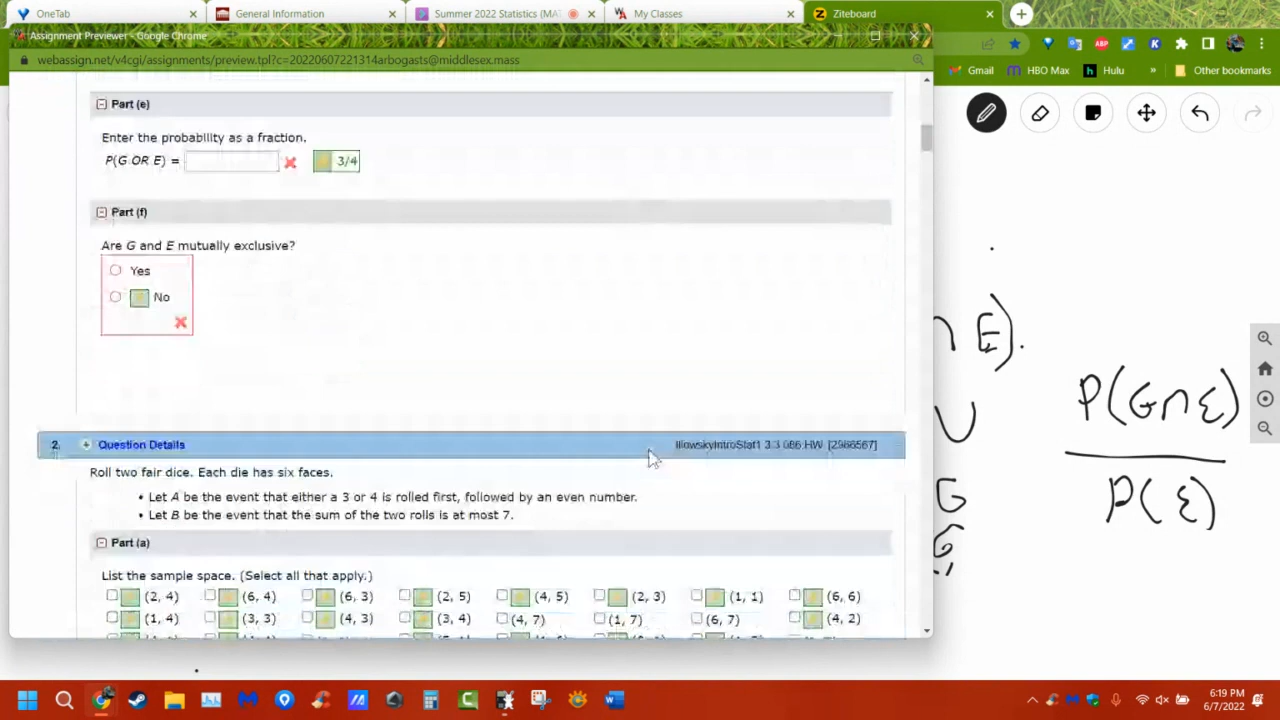 OneTab
General Information
Summer 2022 Statistics (MAT
My Classes
Ziteboard
Assignment Previewer - Google Chrome
webassign.net/v4cgi/assignments/preview.tpl?c=20220607221314arbogasts@middlesex.mass
Gmail
HBO Max
Hulu
»
Other bookmarks
Part (e)
Enter the probability as a fraction.
P(G OR E) =
3/4
Part (f)
Are G and E mutually exclusive?
Yes
No
∩ E).
U
G
P(G∩E)
P(E)
2.
Question Details
IllowskyIntroStat1 3.3.086.HW [2986567]
Roll two fair dice. Each die has six faces.
• Let A be the event that either a 3 or 4 is rolled first, followed by an even number.
• Let B be the event that the sum of the two rolls is at most 7.
Part (a)
List the sample space. (Select all that apply.)
(2, 4) (6, 4) (6, 3) (2, 5) (4, 5) (2, 3) (1, 1) (6, 6)
(1, 4) (3, 3) (4, 3) (3, 4) (4, 7) (1, 7) (6, 7) (4, 2)
6:19 PM
6/7/2022